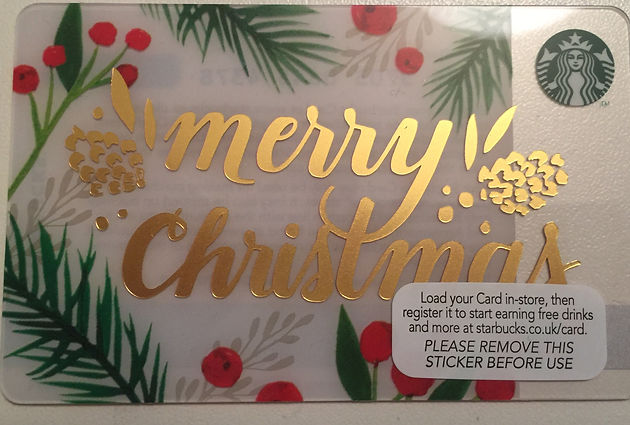 merry
Christmas
Load your Card in-store, then
register it to start earning free drinks
and more at starbucks.co.uk/card.
PLEASE REMOVE THIS
STICKER BEFORE USE